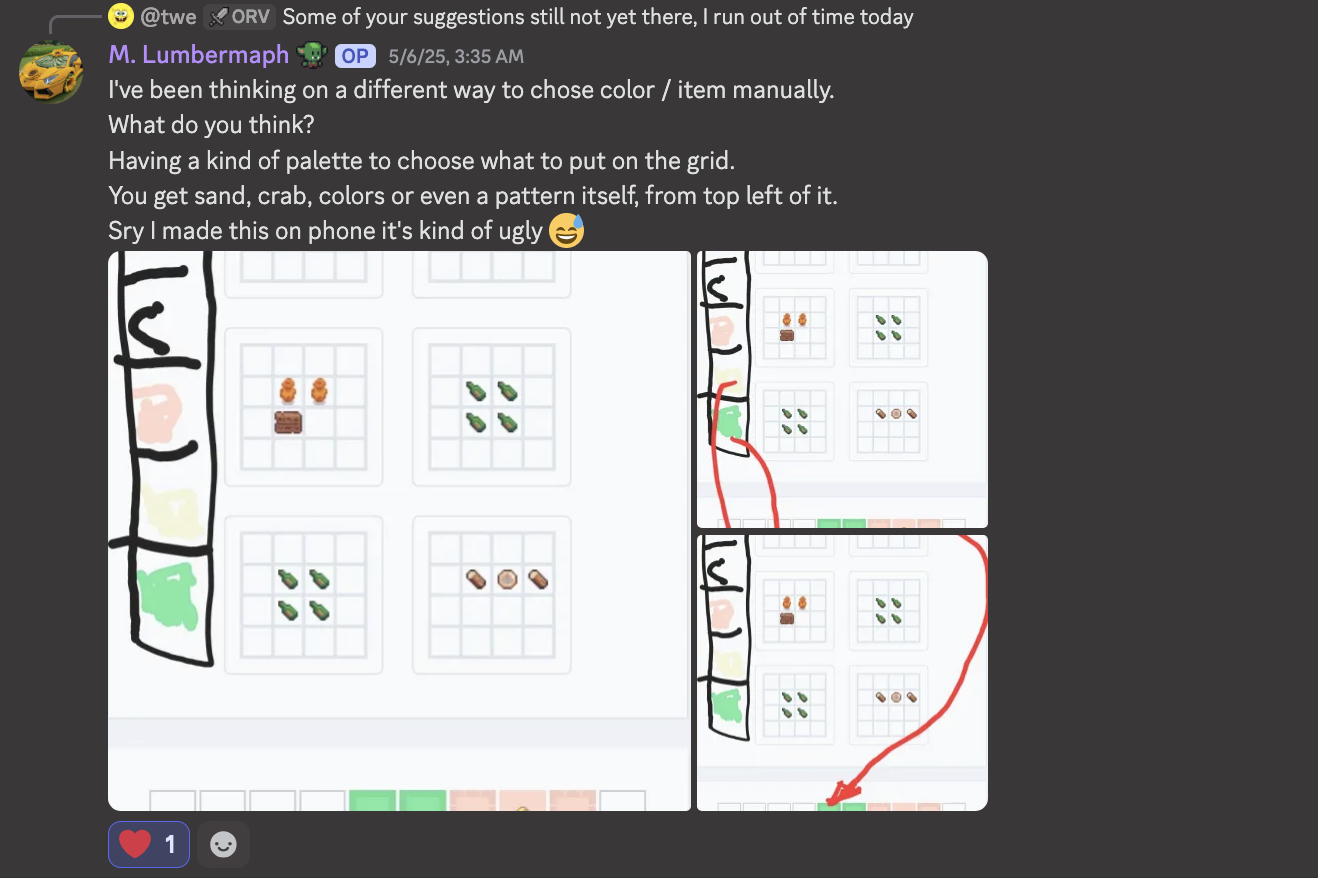 @twe ORV Some of your suggestions still not yet there, I run out of time today
M. Lumbermaph OP 5/6/25, 3:35 AM
I've been thinking on a different way to chose color / item manually.
What do you think?
Having a kind of palette to choose what to put on the grid.
You get sand, crab, colors or even a pattern itself, from top left of it.
Sry I made this on phone it's kind of ugly
1